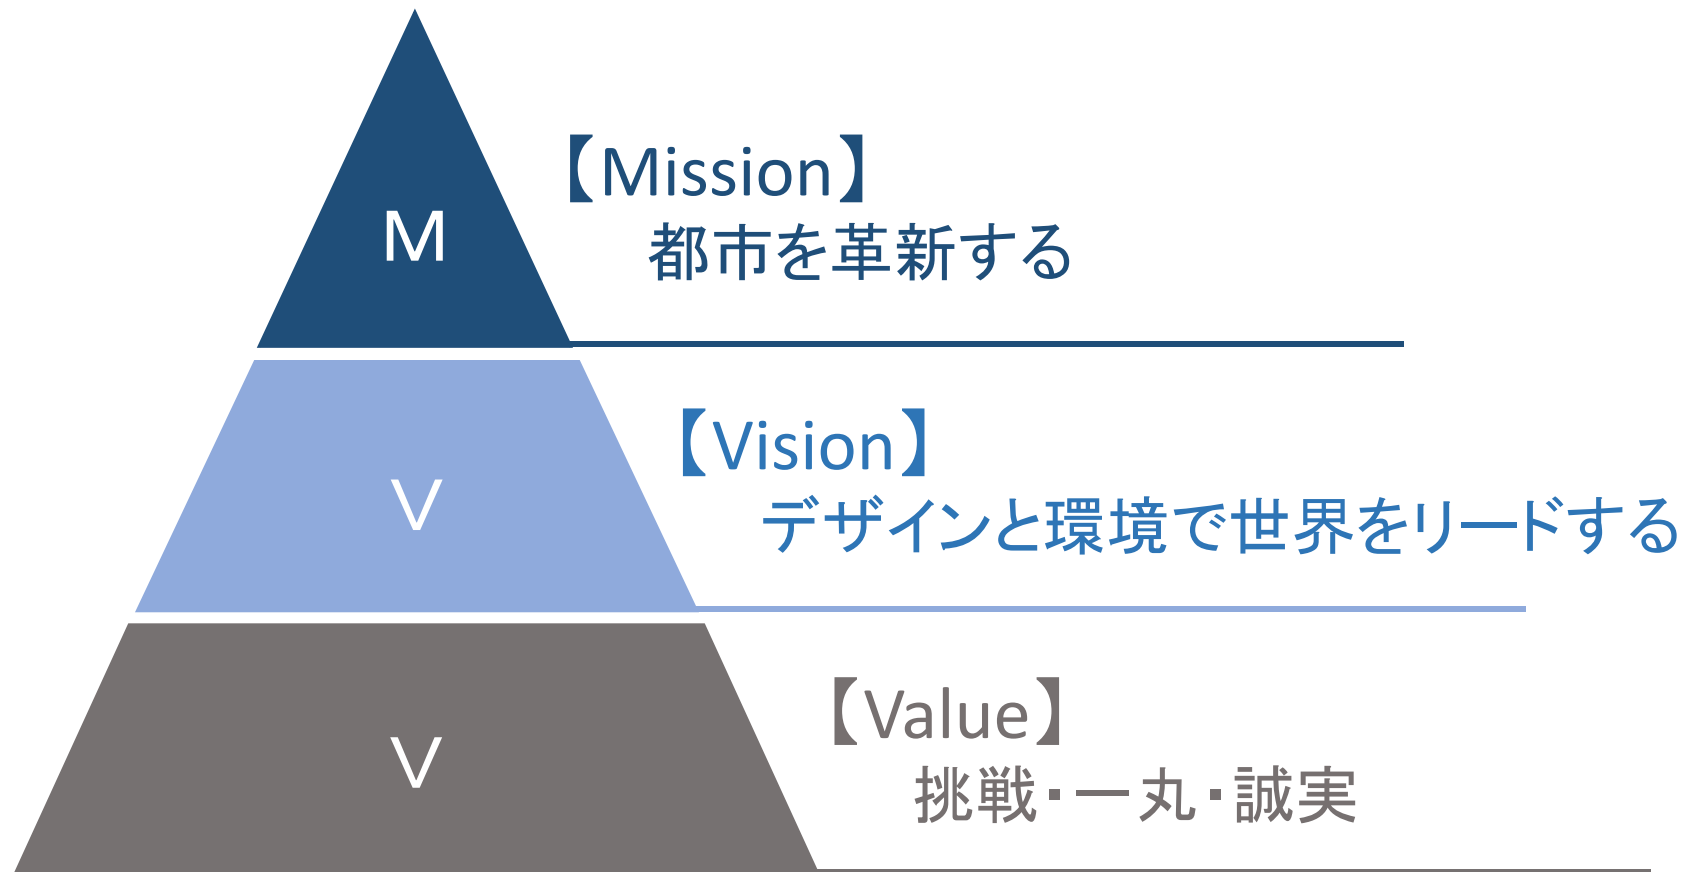 M
【Mission】
都市を革新する
V
【Vision】
デザインと環境で世界をリードする
V
【Value】
挑戦・一丸・誠実